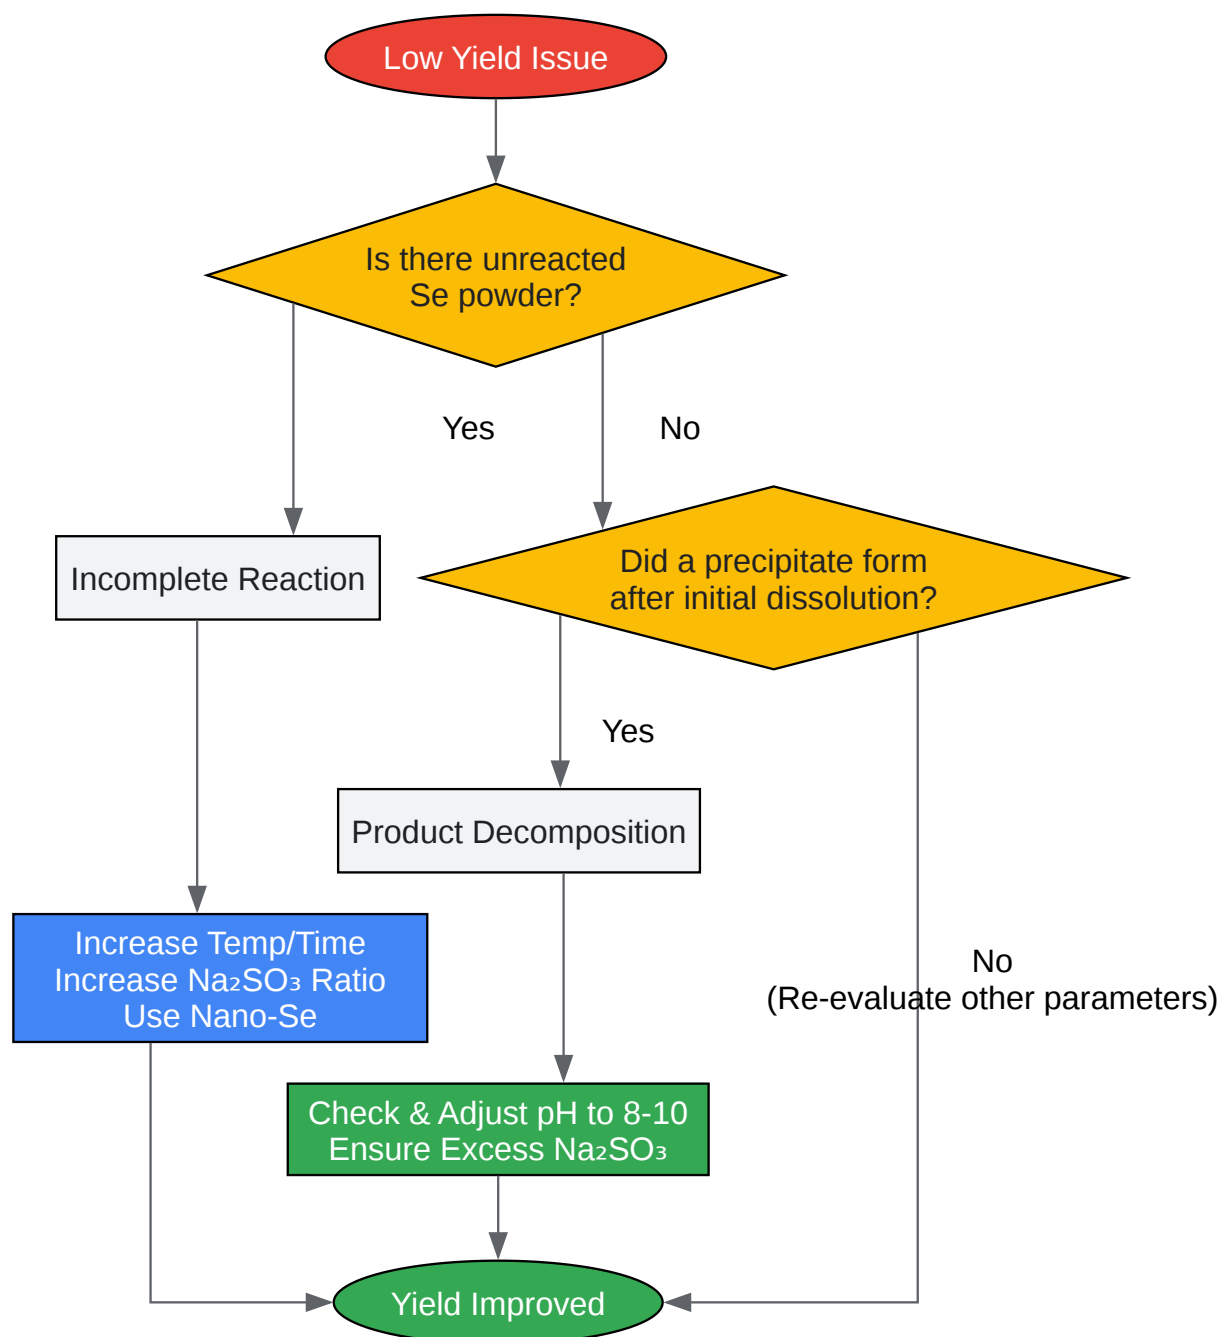 Low Yield Issue
Is there unreacted
Se powder?
Yes
No
Incomplete Reaction
Did a precipitate form
after initial dissolution?
Yes
Product Decomposition
Increase Temp/Time
Increase Na₂SO₃ Ratio
Use Nano-Se
No
(Re-evaluate other parameters)
Check & Adjust pH to 8-10
Ensure Excess Na₂SO₃
Yield Improved